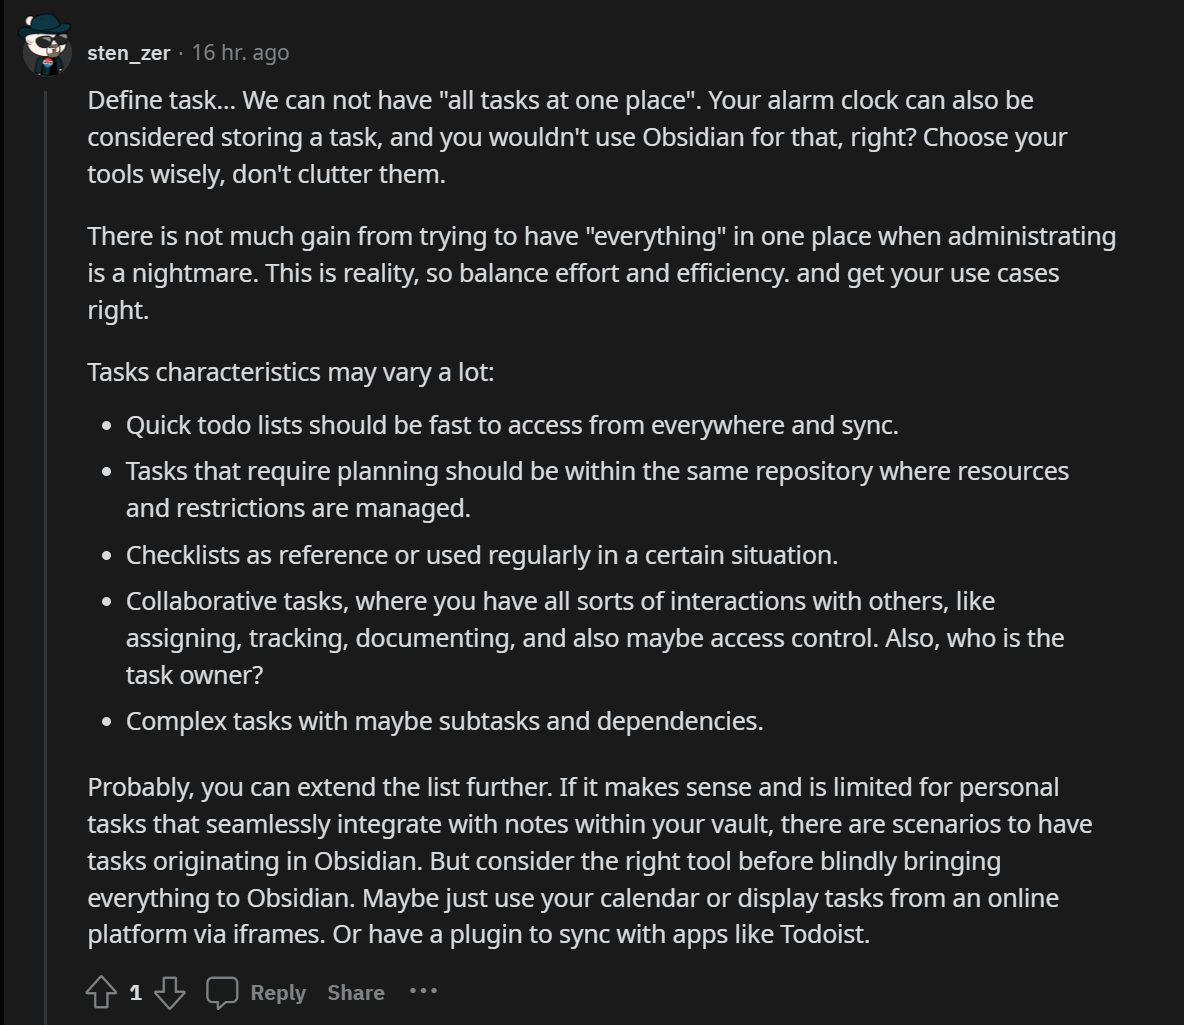 sten_zer · 16 hr. ago
Define task... We can not have "all tasks at one place". Your alarm clock can also be
considered storing a task, and you wouldn't use Obsidian for that, right? Choose your
tools wisely, don't clutter them.
There is not much gain from trying to have "everything" in one place when administrating
is a nightmare. This is reality, so balance effort and efficiency. and get your use cases
right.
Tasks characteristics may vary a lot:
• Quick todo lists should be fast to access from everywhere and sync.
• Tasks that require planning should be within the same repository where resources
and restrictions are managed.
• Checklists as reference or used regularly in a certain situation.
• Collaborative tasks, where you have all sorts of interactions with others, like
assigning, tracking, documenting, and also maybe access control. Also, who is the
task owner?
• Complex tasks with maybe subtasks and dependencies.
Probably, you can extend the list further. If it makes sense and is limited for personal
tasks that seamlessly integrate with notes within your vault, there are scenarios to have
tasks originating in Obsidian. But consider the right tool before blindly bringing
everything to Obsidian. Maybe just use your calendar or display tasks from an online
platform via iframes. Or have a plugin to sync with apps like Todoist.
1 Reply Share ···